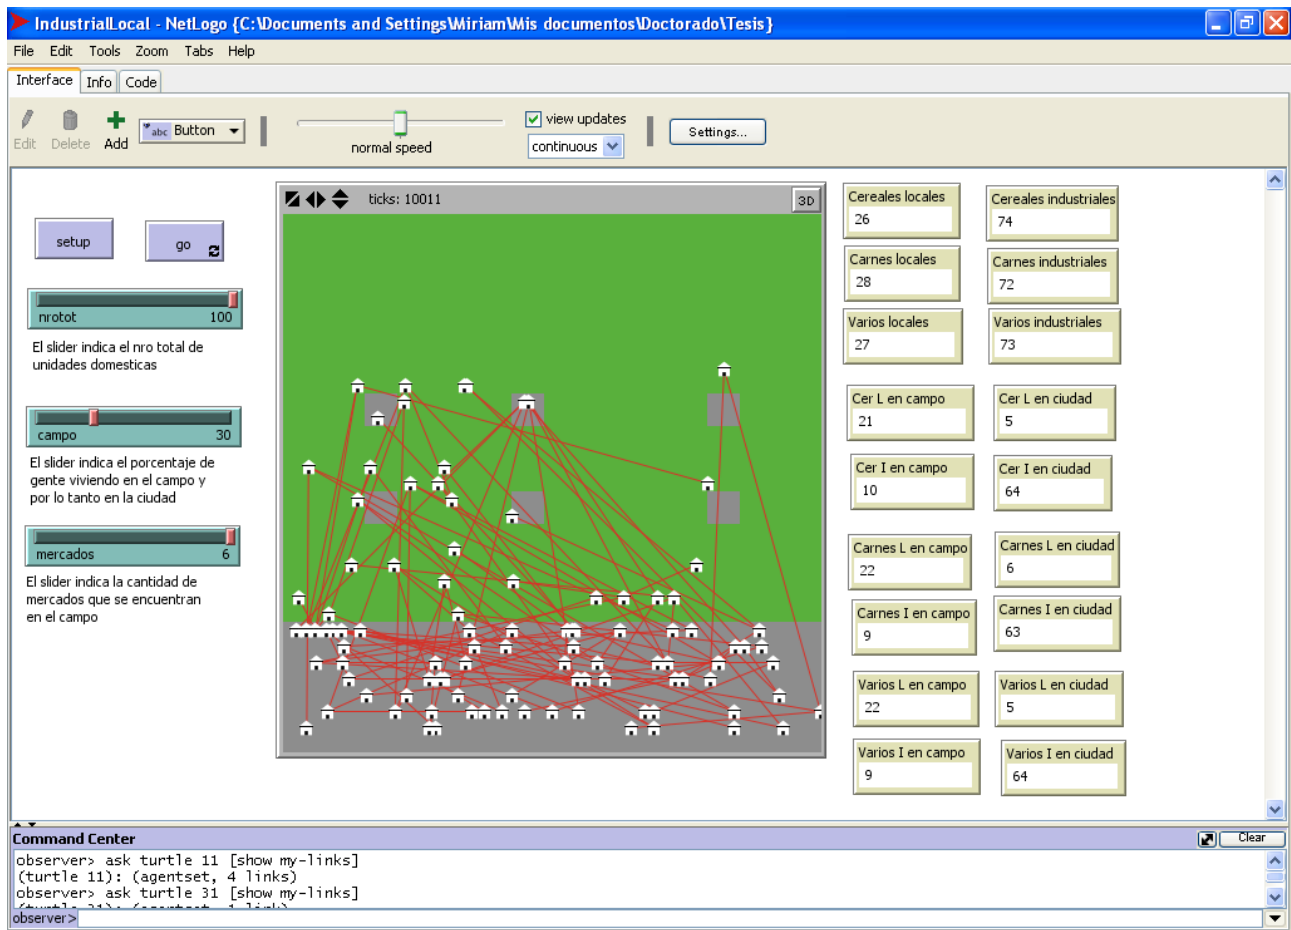 IndustrialLocal - NetLogo {C:\Documents and Settings\Miriam\Mis documentos\Doctorado\Tesis}
File Edit Tools Zoom Tabs Help
Interface Info Code
Edit Delete Add abc Button
normal speed
view updates
continuous
Settings...
setup
go
nrotot 100
El slider indica el nro total de
unidades domesticas
campo 30
El slider indica el porcentaje de
gente viviendo en el campo y
por lo tanto en la ciudad
mercados 6
El slider indica la cantidad de
mercados que se encuentran
en el campo
ticks: 10011
3D
Cereales locales
26
Cereales industriales
74
Carnes locales
28
Carnes industriales
72
Varios locales
27
Varios industriales
73
Cer L en campo
21
Cer L en ciudad
5
Cer I en campo
10
Cer I en ciudad
64
Carnes L en campo
22
Carnes L en ciudad
6
Carnes I en campo
9
Carnes I en ciudad
63
Varios L en campo
22
Varios L en ciudad
5
Varios I en campo
9
Varios I en ciudad
64
Command Center
Clear
observer> ask turtle 11 [show my-links]
(turtle 11): (agentset, 4 links)
observer> ask turtle 31 [show my-links]
(turtle 31): (agentset, 1 link)
observer>